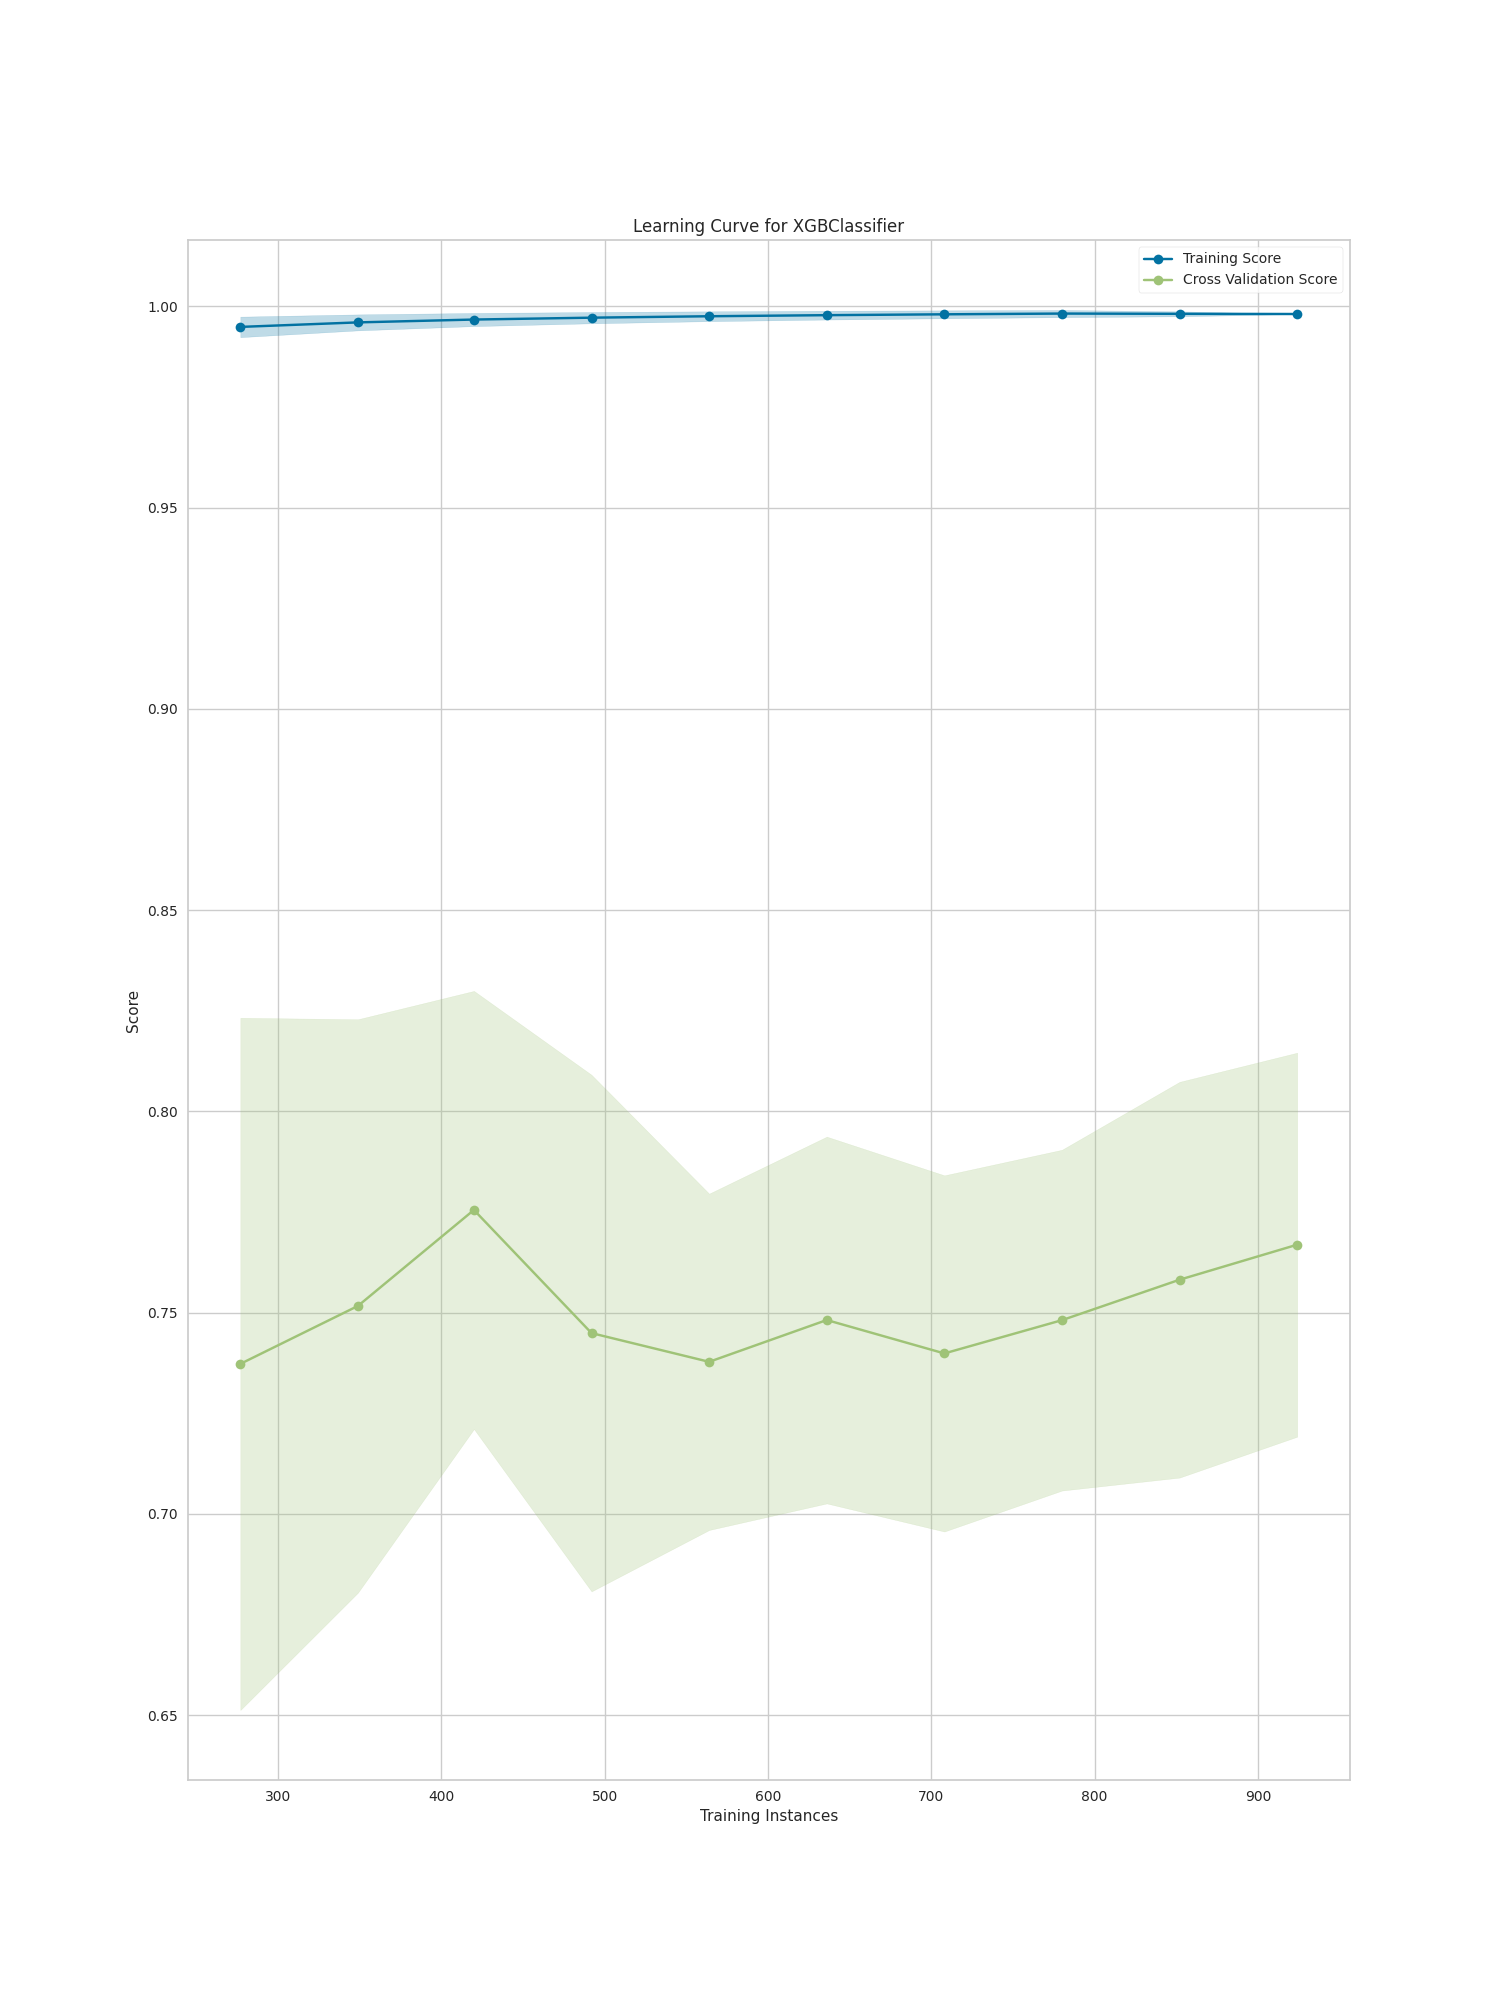 Learning Curve for XGBClassifier
Training Score
Cross Validation Score
1.00
0.95
0.90
0.85
0.80
0.75
0.70
0.65
Score
300 400 500 600 700 800 900
Training Instances